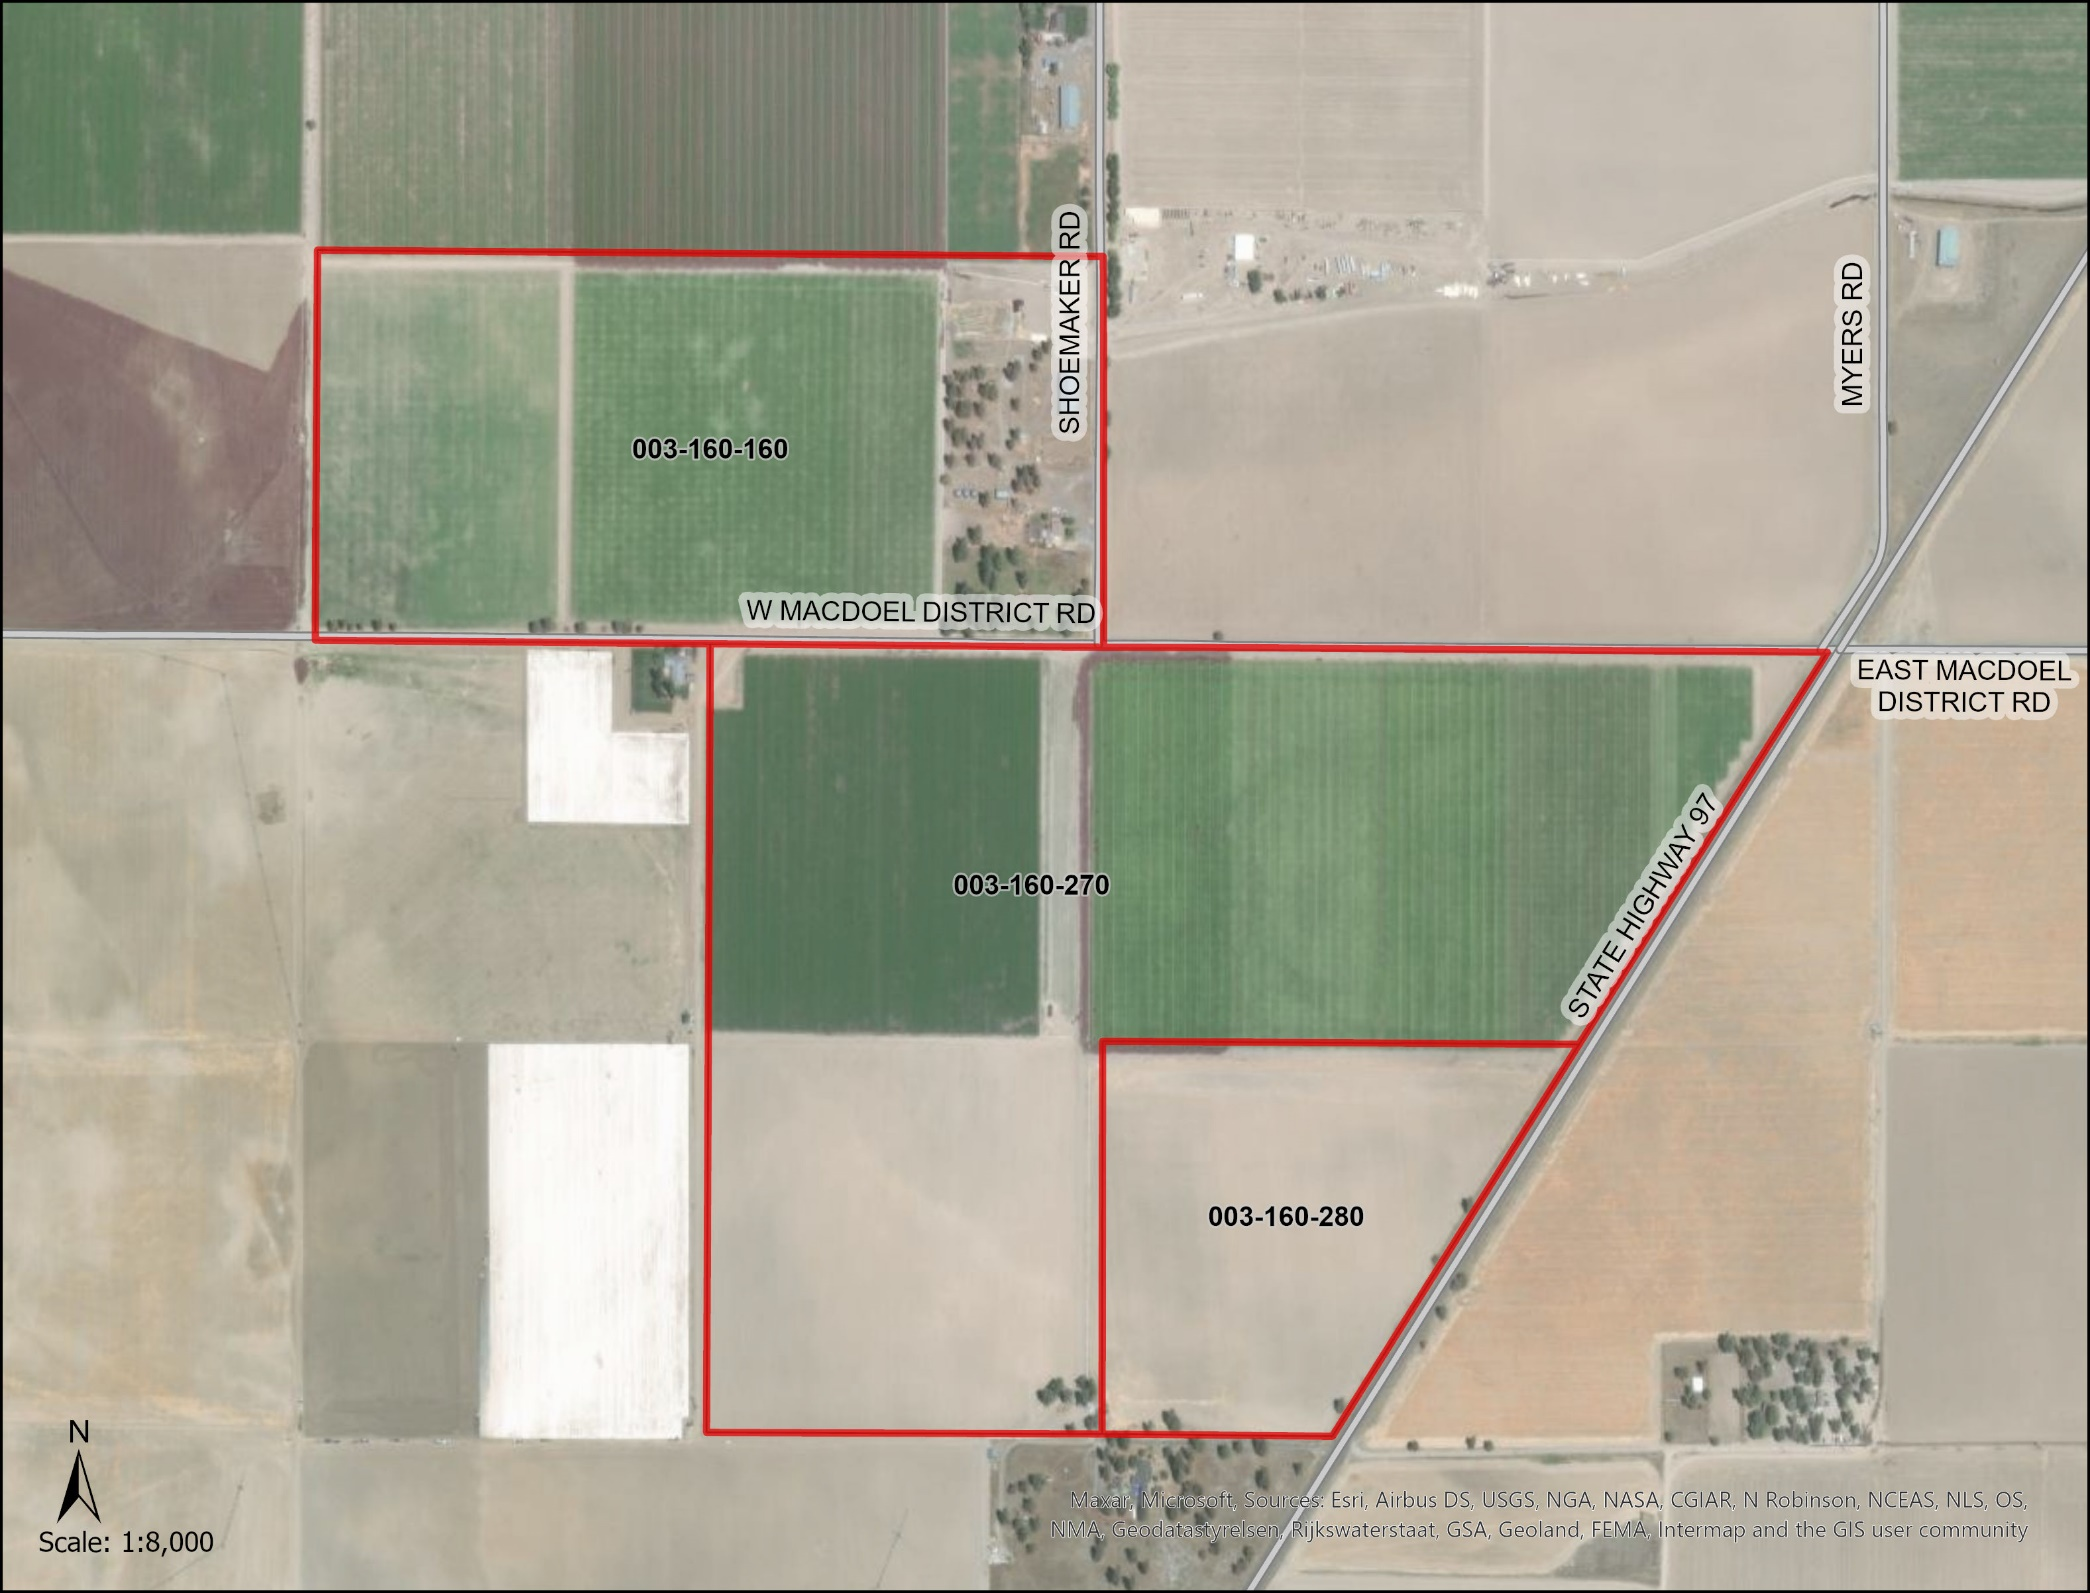 SHOEMAKER RD
MYERS RD
003-160-160
W MACDOEL DISTRICT RD
EAST MACDOEL
DISTRICT RD
STATE HIGHWAY 97
003-160-270
003-160-280
N
Scale: 1:8,000
Maxar, Microsoft, Sources: Esri, Airbus DS, USGS, NGA, NASA, CGIAR, N Robinson, NCEAS, NLS, OS,
NMA, Geodatastyrelsen, Rijkswaterstaat, GSA, Geoland, FEMA, Intermap and the GIS user community